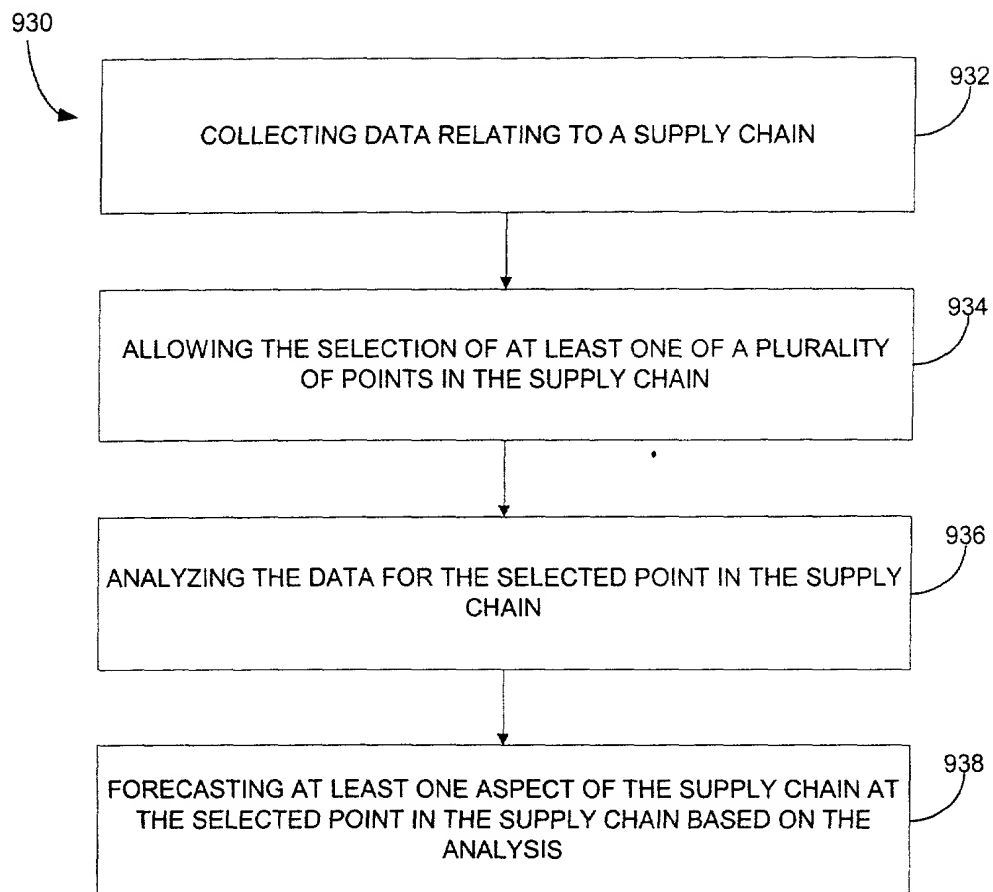 930
932
COLLECTING DATA RELATING TO A SUPPLY CHAIN
934
ALLOWING THE SELECTION OF AT LEAST ONE OF A PLURALITY
OF POINTS IN THE SUPPLY CHAIN
936
ANALYZING THE DATA FOR THE SELECTED POINT IN THE SUPPLY
CHAIN
938
FORECASTING AT LEAST ONE ASPECT OF THE SUPPLY CHAIN AT
THE SELECTED POINT IN THE SUPPLY CHAIN BASED ON THE
ANALYSIS